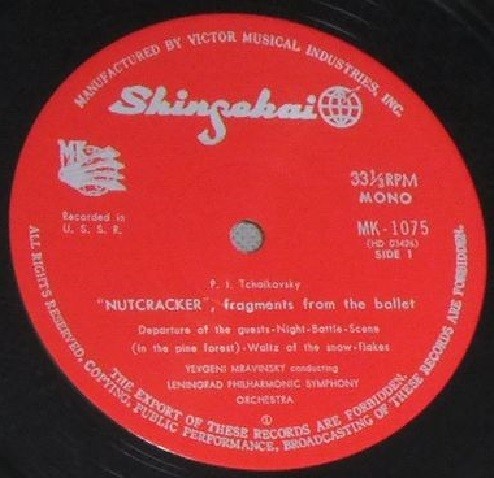 MANUFACTURED BY VICTOR MUSICAL INDUSTRIES, INC.
Shinsekai
MK
33⅓RPM
MONO
Recorded in
U. S. S. R.
MK-1075
SIDE 1
P. I. Tchaikovsky
"NUTCRACKER", fragments from the ballet
Departure of the guests-Night-Battle-Scene
(In the pine forest)-Waltz of the snow-flakes
YEVGENI MRAVINSKY conducting
LENINGRAD PHILHARMONIC SYMPHONY
ORCHESTRA
ALL RIGHTS RESERVED, COPYING, PUBLIC PERFORMANCE, BROADCASTING OF THESE RECORDS ARE FORBIDDEN.
THE EXPORT OF THESE RECORDS ARE FORBIDDEN.